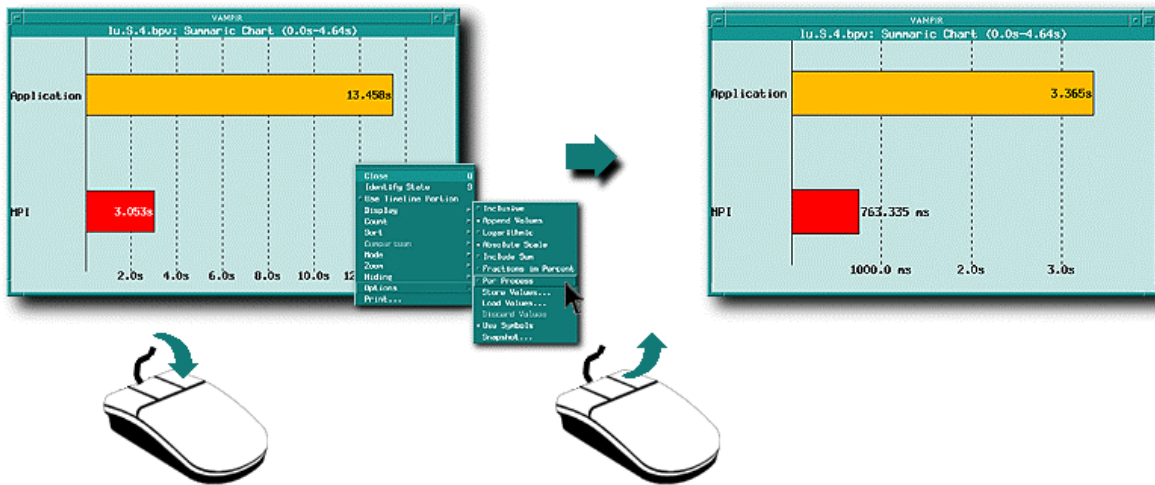 VAMPIR
lu.S.4.bpv: Summaric Chart (0.0s-4.64s)
Application
13.458s
MPI
3.053s
2.0s 4.0s 6.0s 8.0s 10.0s 12
Close
Identify State S
Use Timeline Portion
Display
Count
Sort
Comparison
Mode
Zoom
Hiding
Options
Print...
Inclusive
Append Values
Logarithmic
Absolute Scale
Include Sum
Fractions in Percent
Per Process
Store Values...
Load Values...
Discard Values
Use Symbols
Snapshot...
VAMPIR
lu.S.4.bpv: Summaric Chart (0.0s-4.64s)
Application
3.365s
MPI
763.335 ms
1000.0 ms 2.0s 3.0s